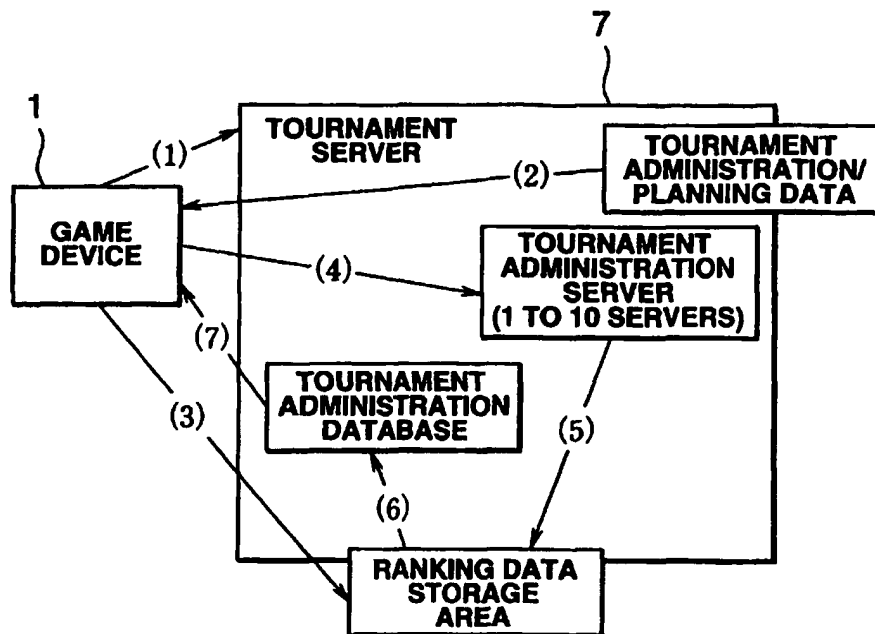 7
1
TOURNAMENT
SERVER
(1)
TOURNAMENT
ADMINISTRATION/
PLANNING DATA
(2)
GAME
DEVICE
(4)
TOURNAMENT
ADMINISTRATION
SERVER
(1 TO 10 SERVERS)
(7)
TOURNAMENT
ADMINISTRATION
DATABASE
(3)
(5)
(6)
RANKING DATA
STORAGE
AREA